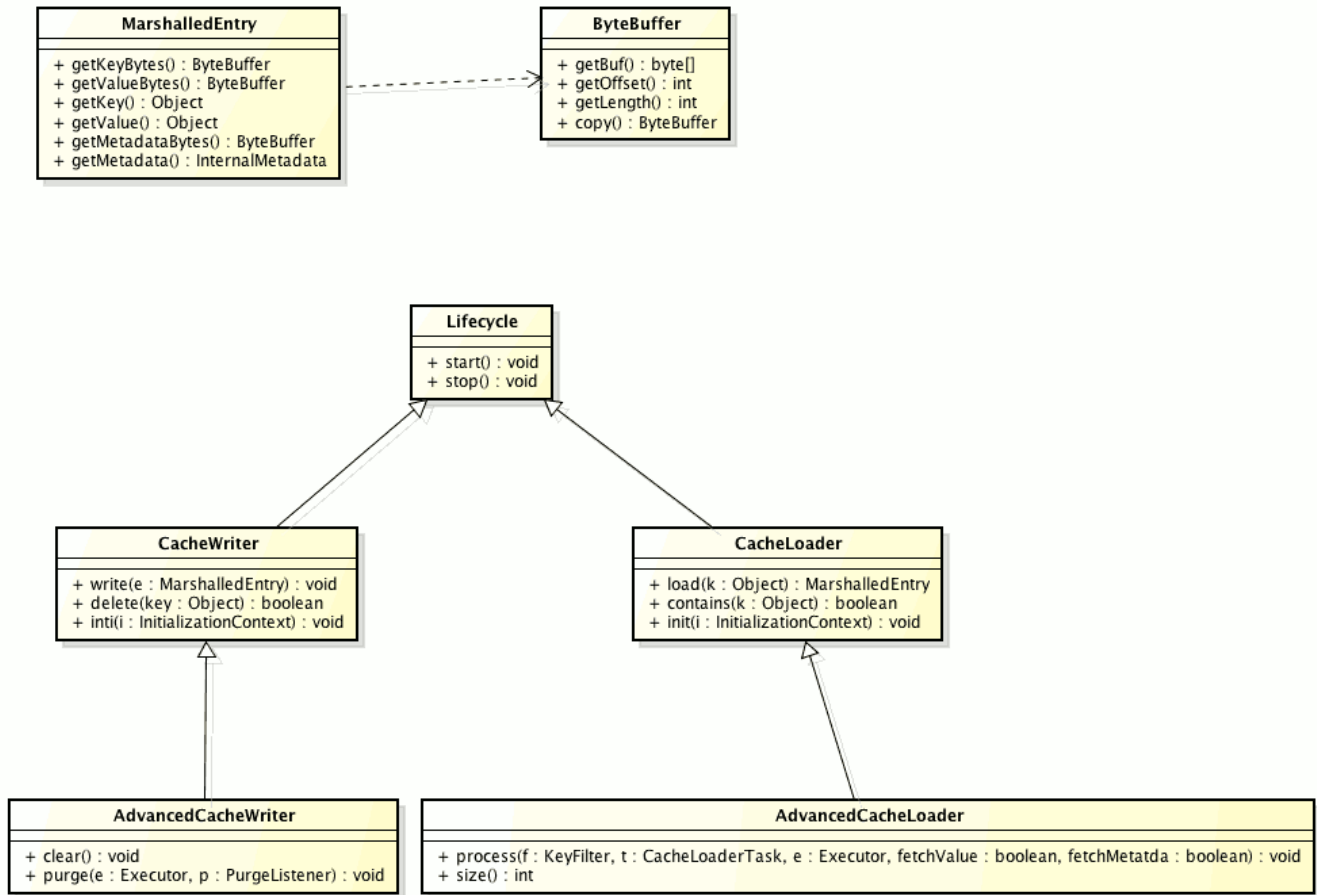 MarshalledEntry
+ getKeyBytes() : ByteBuffer
+ getValueBytes() : ByteBuffer
+ getKey() : Object
+ getValue() : Object
+ getMetadataBytes() : ByteBuffer
+ getMetadata() : InternalMetadata
ByteBuffer
+ getBuf() : byte[]
+ getOffset() : int
+ getLength() : int
+ copy() : ByteBuffer
Lifecycle
+ start() : void
+ stop() : void
CacheWriter
+ write(e : MarshalledEntry) : void
+ delete(key : Object) : boolean
+ inti(i : InitializationContext) : void
CacheLoader
+ load(k : Object) : MarshalledEntry
+ contains(k : Object) : boolean
+ init(i : InitializationContext) : void
AdvancedCacheWriter
+ clear() : void
+ purge(e : Executor, p : PurgeListener) : void
AdvancedCacheLoader
+ process(f : KeyFilter, t : CacheLoaderTask, e : Executor, fetchValue : boolean, fetchMetatda : boolean) : void
+ size() : int